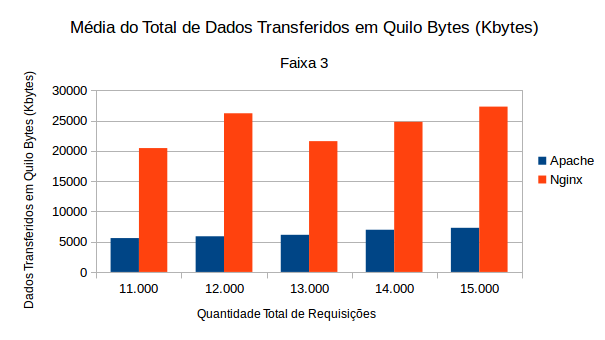 Média do Total de Dados Transferidos em Quilo Bytes (Kbytes)
Faixa 3
Dados Transferidos em Quilo Bytes (Kbytes)
30000
25000
20000
15000
10000
5000
0
11.000 12.000 13.000 14.000 15.000
Quantidade Total de Requisições
Apache
Nginx